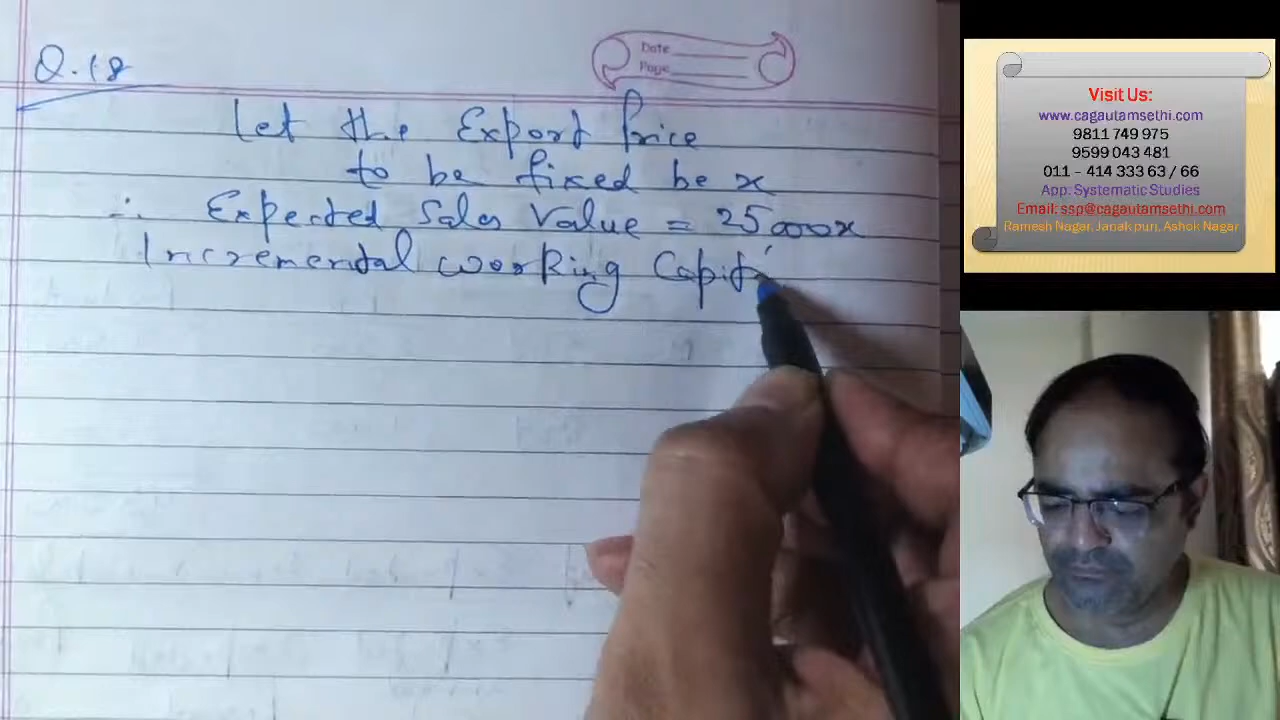 Q.18
Date
Page
Let the Export Price
to be fixed be x
∴ Expected Sales Value = 25000x
Incremental Working Capit
Visit Us:
www.cagautamsethi.com
9811 749 975
9599 043 481
011 - 414 333 63 / 66
App: Systematic Studies
Email: ssp@cagautamsethi.com
Ramesh Nagar, Janak puri, Ashok Nagar